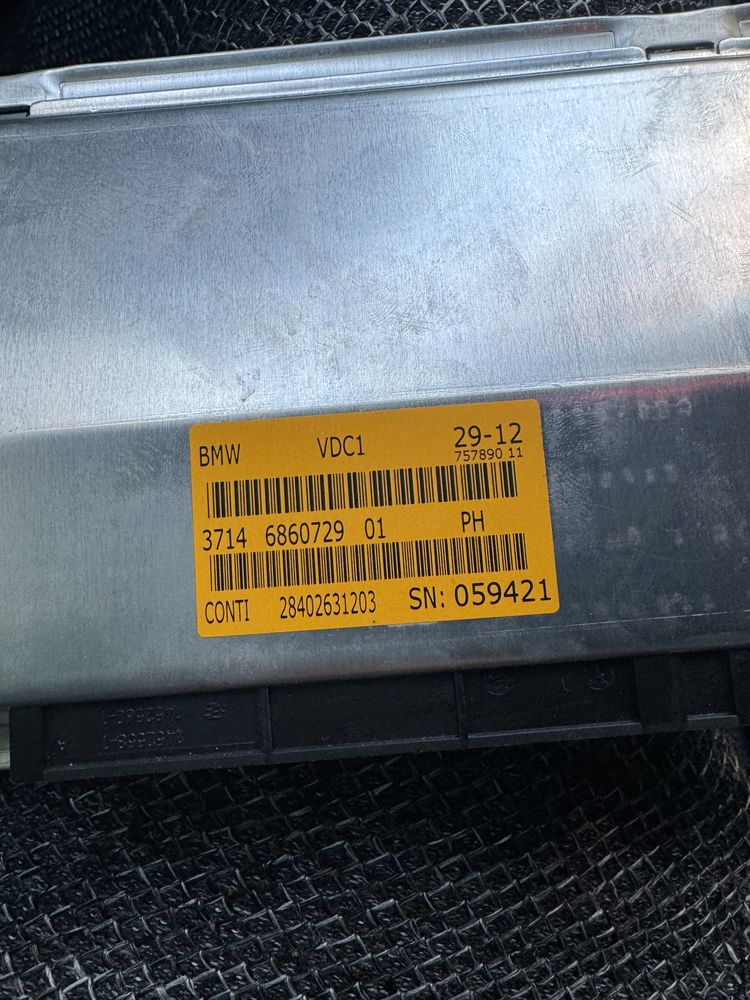 BMW VDC1 29-12
757890 11
3714 6860729 01 PH
CONTI 28402631203 SN: 059421